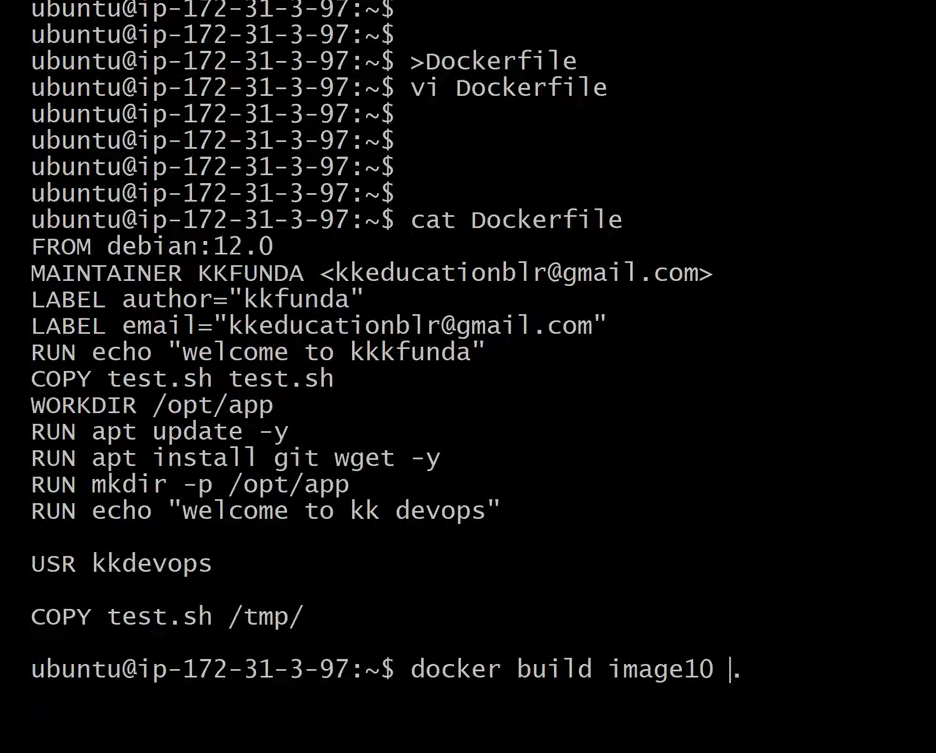 ubuntu@ip-172-31-3-97:~$
ubuntu@ip-172-31-3-97:~$
ubuntu@ip-172-31-3-97:~$ >Dockerfile
ubuntu@ip-172-31-3-97:~$ vi Dockerfile
ubuntu@ip-172-31-3-97:~$
ubuntu@ip-172-31-3-97:~$
ubuntu@ip-172-31-3-97:~$
ubuntu@ip-172-31-3-97:~$
ubuntu@ip-172-31-3-97:~$ cat Dockerfile
FROM debian:12.0
MAINTAINER KKFUNDA <kkeducationblr@gmail.com>
LABEL author="kkfunda"
LABEL email="kkeducationblr@gmail.com"
RUN echo "welcome to kkkfunda"
COPY test.sh test.sh
WORKDIR /opt/app
RUN apt update -y
RUN apt install git wget -y
RUN mkdir -p /opt/app
RUN echo "welcome to kk devops"
USR kkdevops
COPY test.sh /tmp/
ubuntu@ip-172-31-3-97:~$ docker build image10 .